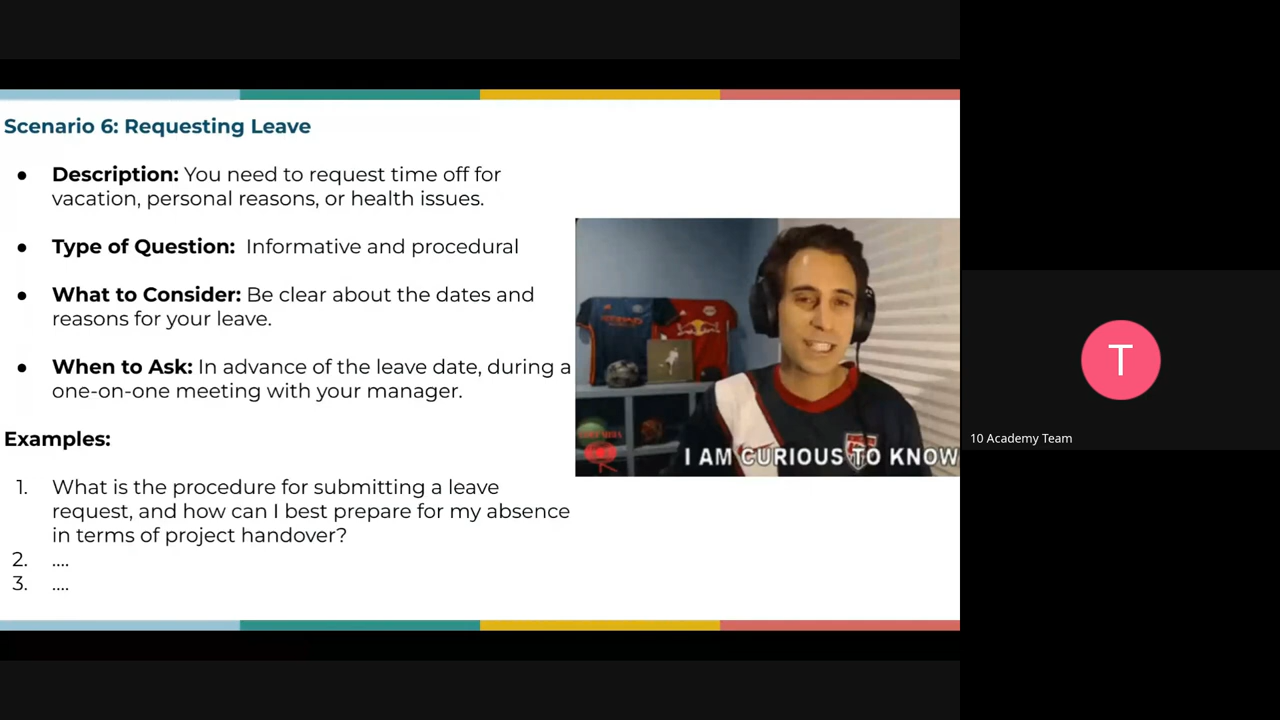 Scenario 6: Requesting Leave
● Description: You need to request time off for
vacation, personal reasons, or health issues.
● Type of Question: Informative and procedural
● What to Consider: Be clear about the dates and
reasons for your leave.
● When to Ask: In advance of the leave date, during a
one-on-one meeting with your manager.
Examples:
1. What is the procedure for submitting a leave
request, and how can I best prepare for my absence
in terms of project handover?
2. ....
3. ....
I AM CURIOUS TO KNOW
T
10 Academy Team